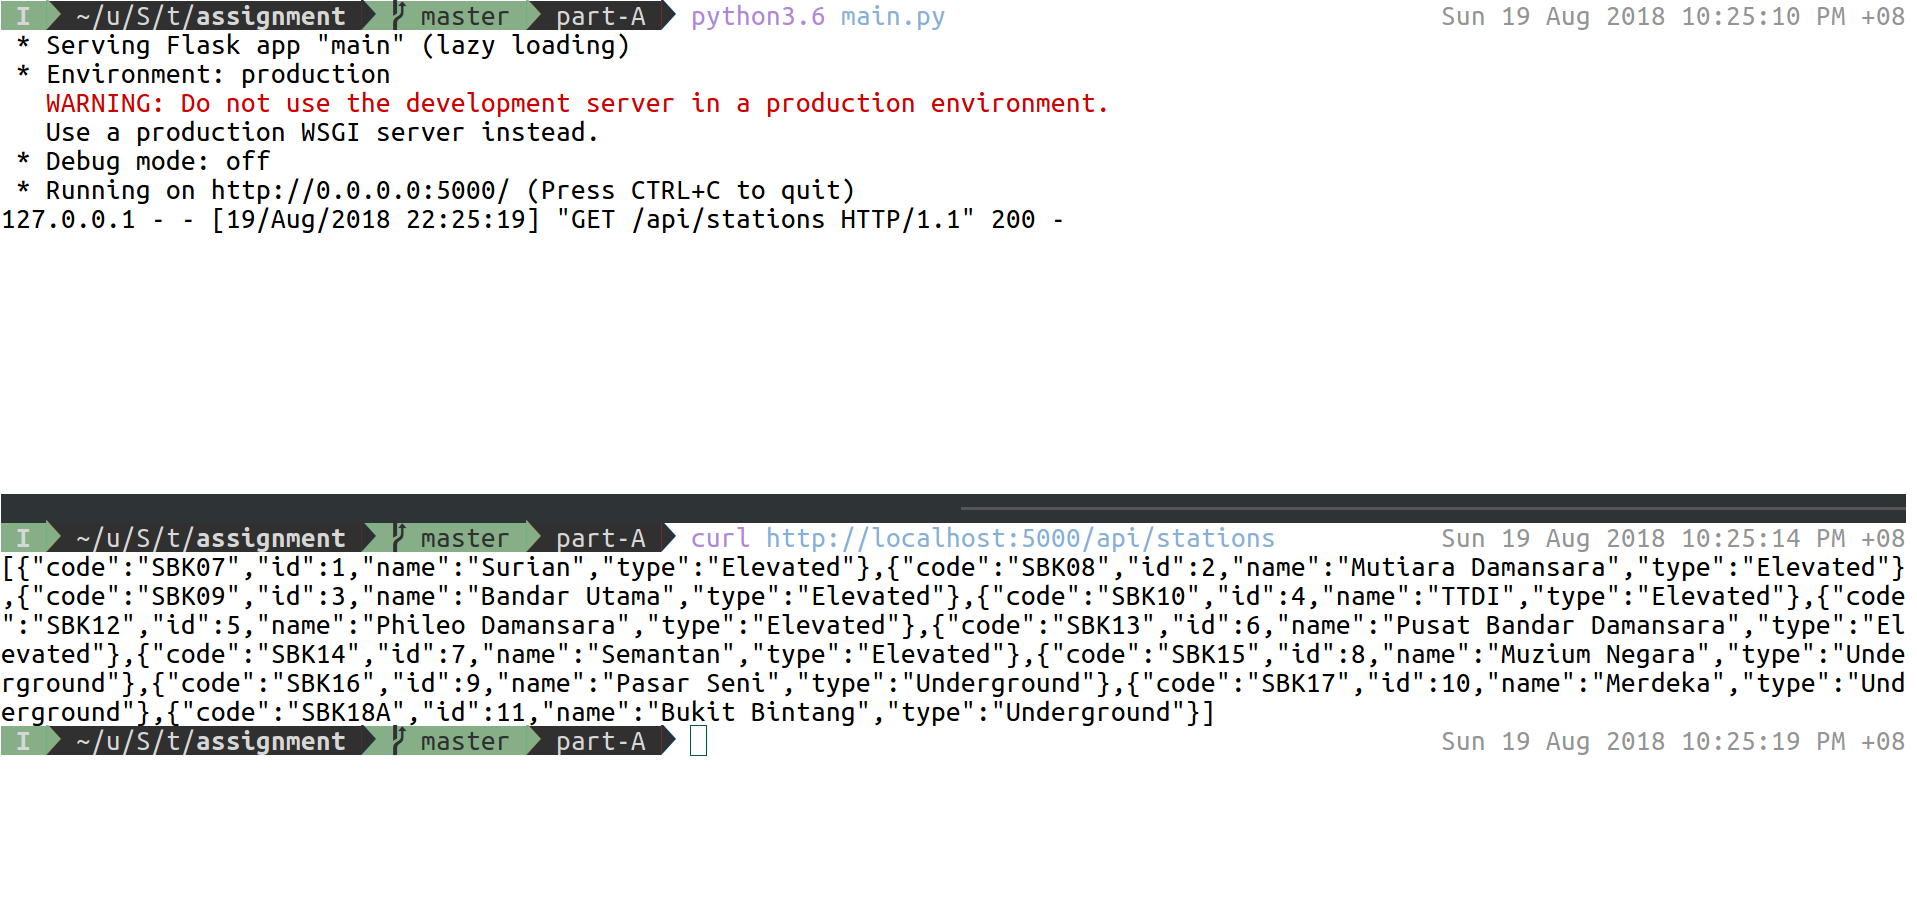 I ~/u/S/t/assignment master part-A python3.6 main.py Sun 19 Aug 2018 10:25:10 PM +08
* Serving Flask app "main" (lazy loading)
* Environment: production
WARNING: Do not use the development server in a production environment.
Use a production WSGI server instead.
* Debug mode: off
* Running on http://0.0.0.0:5000/ (Press CTRL+C to quit)
127.0.0.1 - - [19/Aug/2018 22:25:19] "GET /api/stations HTTP/1.1" 200 -
I ~/u/S/t/assignment master part-A curl http://localhost:5000/api/stations Sun 19 Aug 2018 10:25:14 PM +08
[{"code":"SBK07","id":1,"name":"Surian","type":"Elevated"},{"code":"SBK08","id":2,"name":"Mutiara Damansara","type":"Elevated"}
,{"code":"SBK09","id":3,"name":"Bandar Utama","type":"Elevated"},{"code":"SBK10","id":4,"name":"TTDI","type":"Elevated"},{"code
":"SBK12","id":5,"name":"Phileo Damansara","type":"Elevated"},{"code":"SBK13","id":6,"name":"Pusat Bandar Damansara","type":"El
evated"},{"code":"SBK14","id":7,"name":"Semantan","type":"Elevated"},{"code":"SBK15","id":8,"name":"Muzium Negara","type":"Unde
rground"},{"code":"SBK16","id":9,"name":"Pasar Seni","type":"Underground"},{"code":"SBK17","id":10,"name":"Merdeka","type":"Und
erground"},{"code":"SBK18A","id":11,"name":"Bukit Bintang","type":"Underground"}]
I ~/u/S/t/assignment master part-A Sun 19 Aug 2018 10:25:19 PM +08